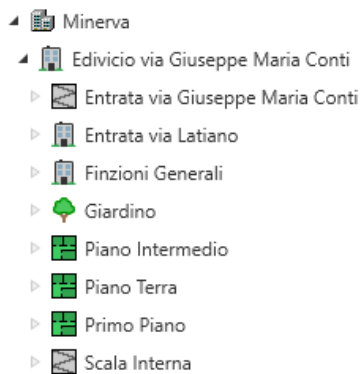 Minerva
Edivicio via Giuseppe Maria Conti
Entrata via Giuseppe Maria Conti
Entrata via Latiano
Finzioni Generali
Giardino
Piano Intermedio
Piano Terra
Primo Piano
Scala Interna